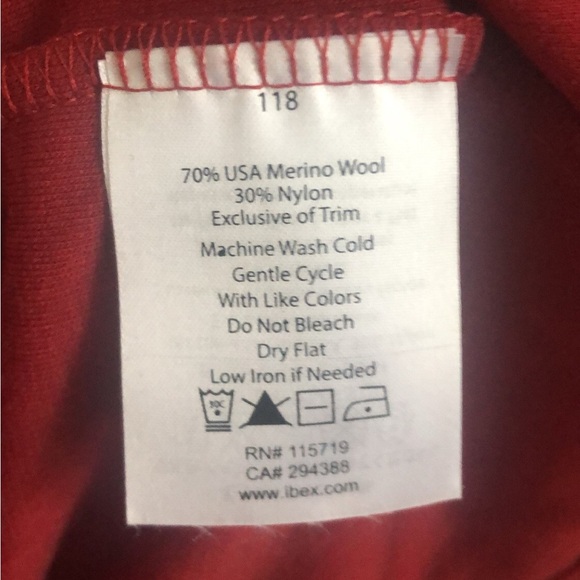 118
70% USA Merino Wool
30% Nylon
Exclusive of Trim
Machine Wash Cold
Gentle Cycle
With Like Colors
Do Not Bleach
Dry Flat
Low Iron if Needed
30C
RN# 115719
CA# 294388
www.ibex.com